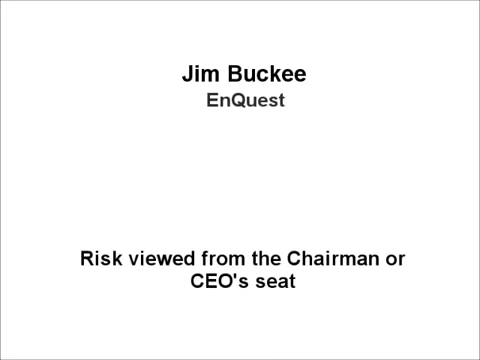 Jim Buckee
EnQuest
Risk viewed from the Chairman or
CEO's seat